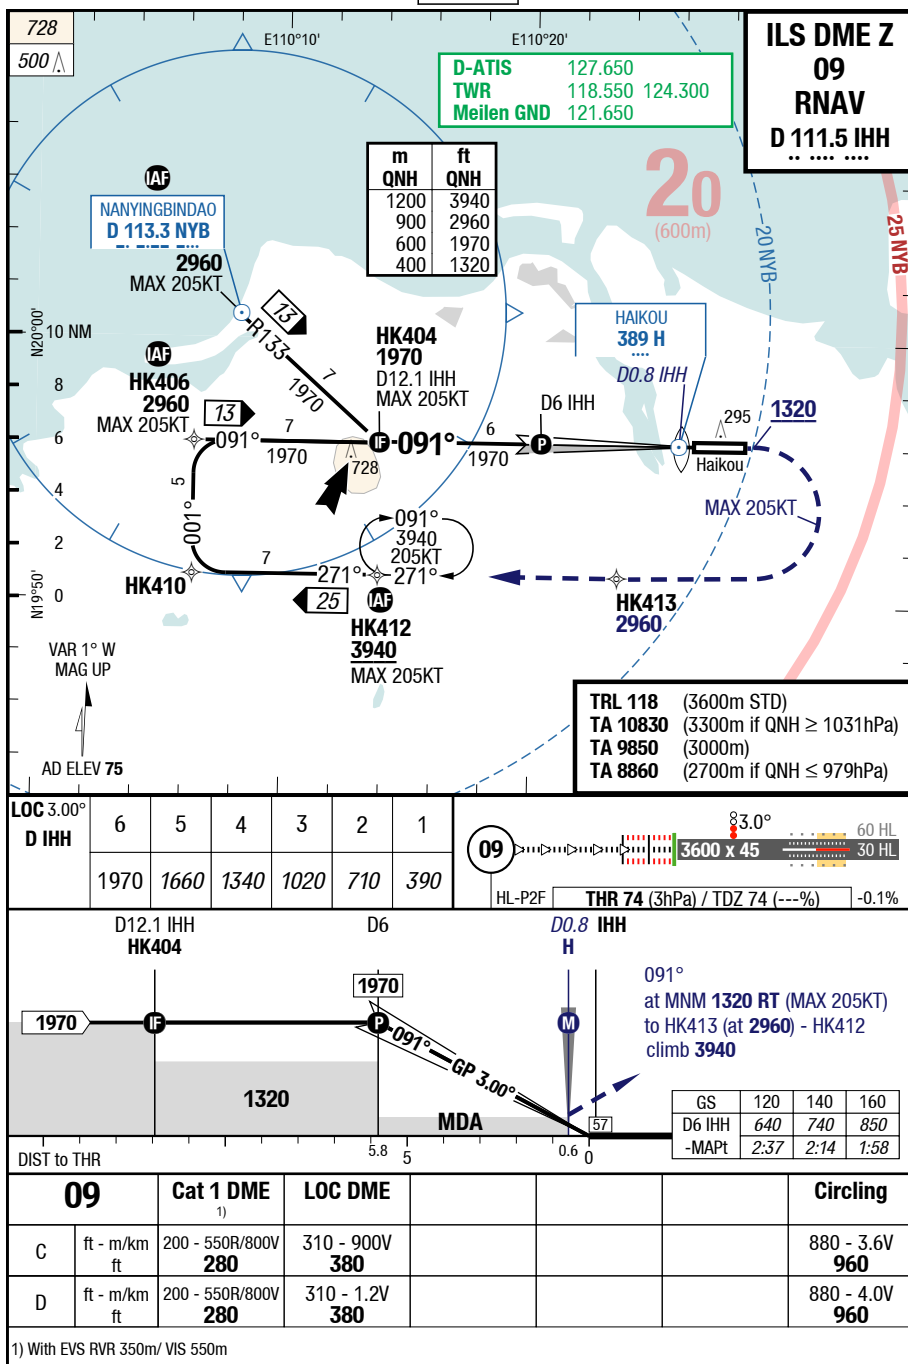 728
500
E110°10'
E110°20'
ILS DME Z
09
RNAV
D 111.5 IHH
D-ATIS 127.650
TWR 118.550 124.300
Meilen GND 121.650
m ft
QNH QNH
1200 3940
900 2960
600 1970
400 1320
20
(600m)
20 NYB
25 NYB
IAF
NANYINGBINDAO
D 113.3 NYB
2960
MAX 205KT
N20°00'
10 NM
8
6
4
2
0
N19°50'
13
R133
7
1970
IAF
HK406
2960
MAX 205KT
13
091°
7
1970
HK404
1970
D12.1 IHH
MAX 205KT
IF
091°
6
1970
D6 IHH
P
HAIKOU
389 H
D0.8 IHH
295
1320
Haikou
728
MAX 205KT
5
001°
HK410
7
271°
25
091°
3940
205KT
271°
IAF
HK412
3940
MAX 205KT
HK413
2960
VAR 1° W
MAG UP
AD ELEV 75
TRL 118 (3600m STD)
TA 10830 (3300m if QNH ≥ 1031hPa)
TA 9850 (3000m)
TA 8860 (2700m if QNH ≤ 979hPa)
LOC 3.00°
D IHH
6 5 4 3 2 1
1970 1660 1340 1020 710 390
09
3.0°
3600 x 45
60 HL
30 HL
HL-P2F
THR 74 (3hPa) / TDZ 74 (---%)
-0.1%
D12.1 IHH
HK404
D6
D0.8 IHH
H
1970
IF
1970
P
091°
GP 3.00°
M
1320
MDA
57
091°
at MNM 1320 RT (MAX 205KT)
to HK413 (at 2960) - HK412
climb 3940
GS 120 140 160
D6 IHH 640 740 850
-MAPt 2:37 2:14 1:58
DIST to THR
5.8
5
0.6
0
09 Cat 1 DME LOC DME Circling
1)
C ft - m/km 200 - 550R/800V 310 - 900V 880 - 3.6V
ft 280 380 960
D ft - m/km 200 - 550R/800V 310 - 1.2V 880 - 4.0V
ft 280 380 960
1) With EVS RVR 350m/ VIS 550m